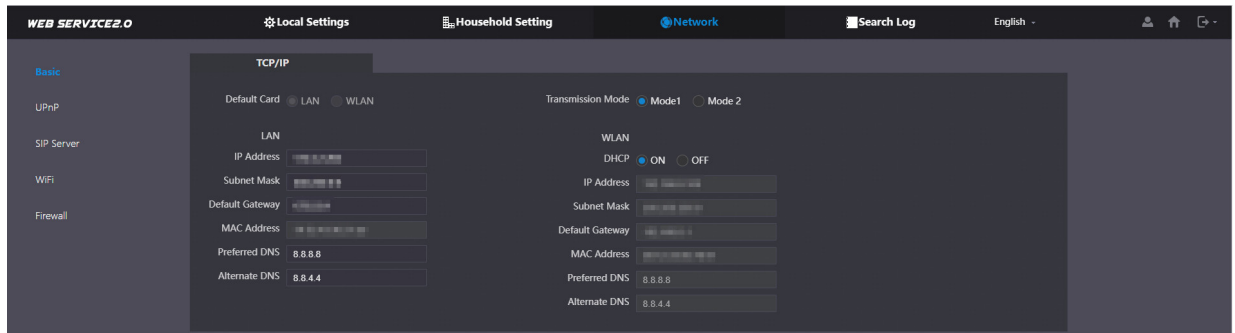 WEB SERVICE2.0 Local Settings Household Setting Network Search Log English
Basic
UPnP
SIP Server
WiFi
Firewall
TCP/IP
Default Card LAN WLAN
Transmission Mode Mode1 Mode 2
LAN
IP Address
Subnet Mask
Default Gateway
MAC Address
Preferred DNS 8.8.8.8
Alternate DNS 8.8.4.4
WLAN
DHCP ON OFF
IP Address
Subnet Mask
Default Gateway
MAC Address
Preferred DNS 8.8.8.8
Alternate DNS 8.8.4.4